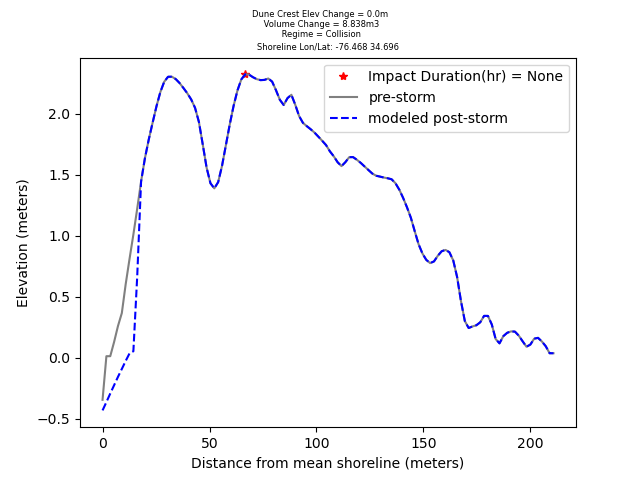 Dune Crest Elev Change = 0.0m
Volume Change = 8.838m3
Regime = Collision
Shoreline Lon/Lat: -76.468 34.696
Impact Duration(hr) = None
pre-storm
modeled post-storm
Elevation (meters)
2.0
1.5
1.0
0.5
0.0
−0.5
0 50 100 150 200
Distance from mean shoreline (meters)